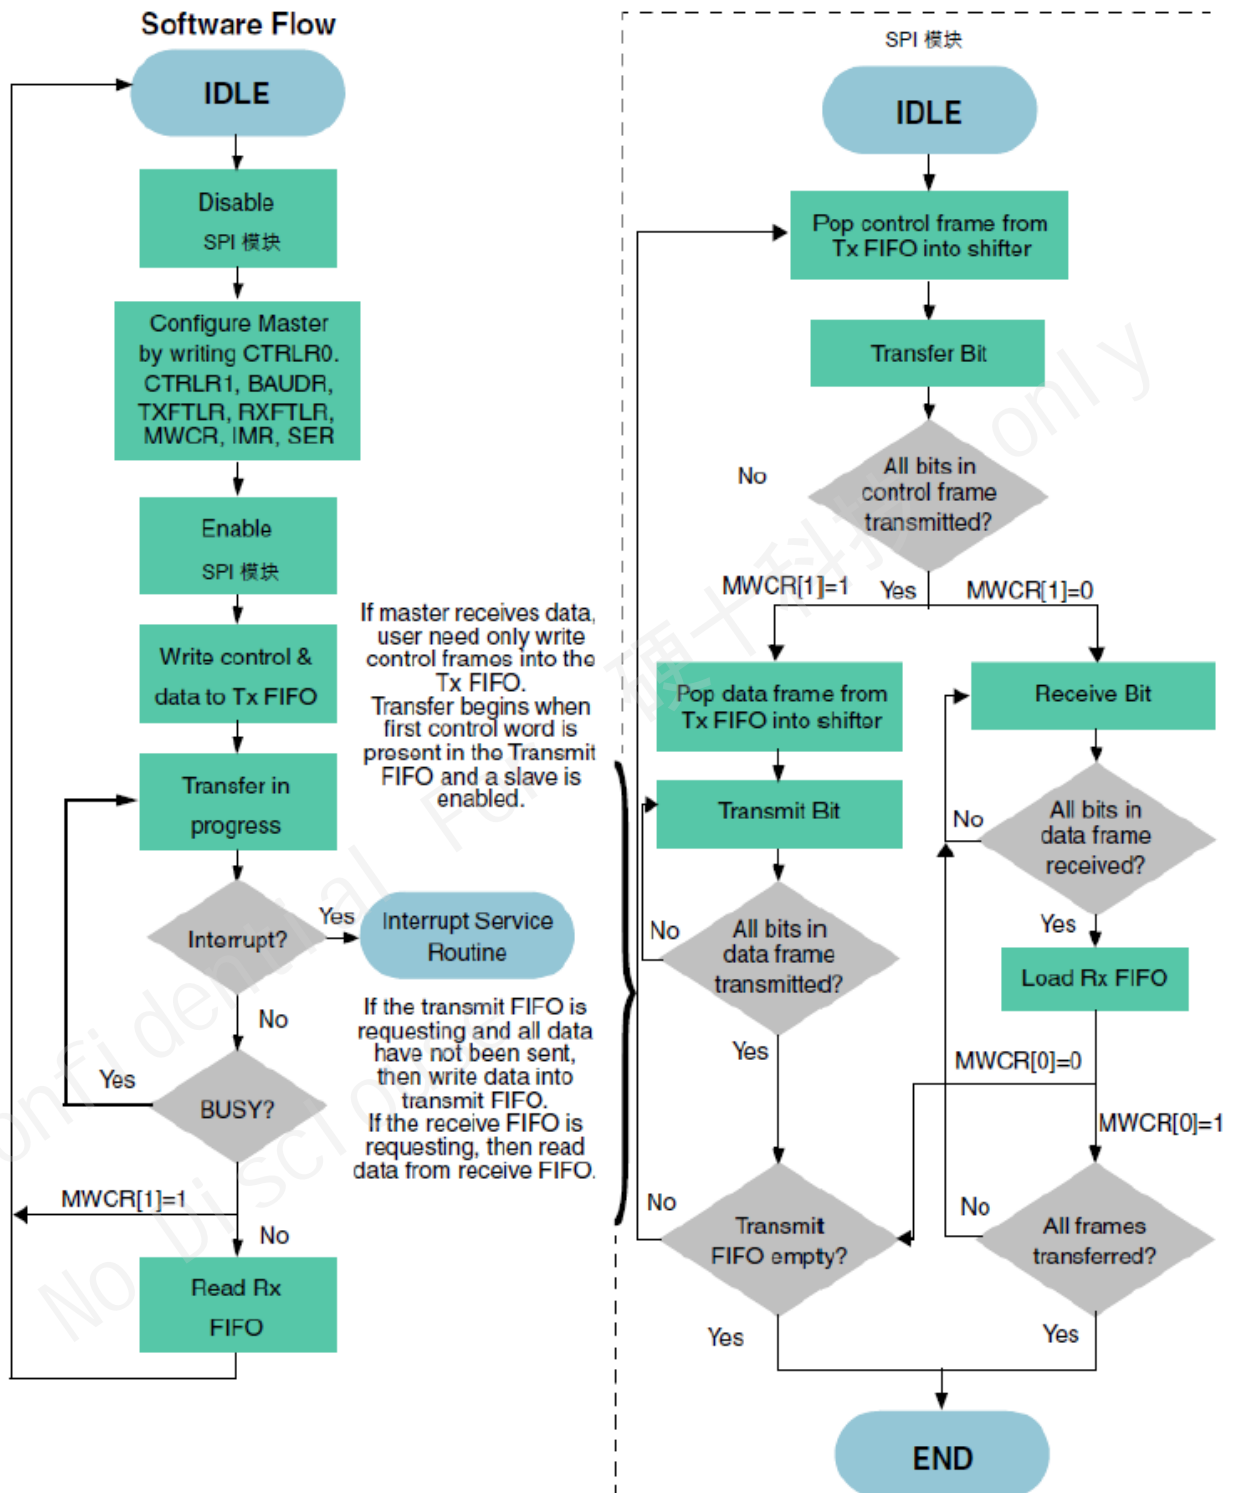 Software Flow
IDLE
Disable
SPI 模块
Configure Master
by writing CTRLR0.
CTRLR1, BAUDR,
TXFTLR, RXFTLR,
MWCR, IMR, SER
Enable
SPI 模块
Write control &
data to Tx FIFO
If master receives data,
user need only write
control frames into the
Tx FIFO.
Transfer begins when
first control word is
present in the Transmit
FIFO and a slave is
enabled.
Transfer in
progress
Interrupt?
Yes
Interrupt Service
Routine
No
If the transmit FIFO is
requesting and all data
have not been sent,
then write data into
transmit FIFO.
If the receive FIFO is
requesting, then read
data from receive FIFO.
BUSY?
Yes
MWCR[1]=1
No
Read Rx
FIFO
SPI 模块
IDLE
Pop control frame from
Tx FIFO into shifter
Transfer Bit
All bits in
control frame
transmitted?
No
MWCR[1]=1
Yes
MWCR[1]=0
Pop data frame from
Tx FIFO into shifter
Transmit Bit
All bits in
data frame
transmitted?
No
Yes
Receive Bit
All bits in
data frame
received?
No
Yes
Load Rx FIFO
MWCR[0]=0
MWCR[0]=1
Transmit
FIFO empty?
No
Yes
All frames
transferred?
No
Yes
END
Confidential For 硬十科技 only
No Disclous